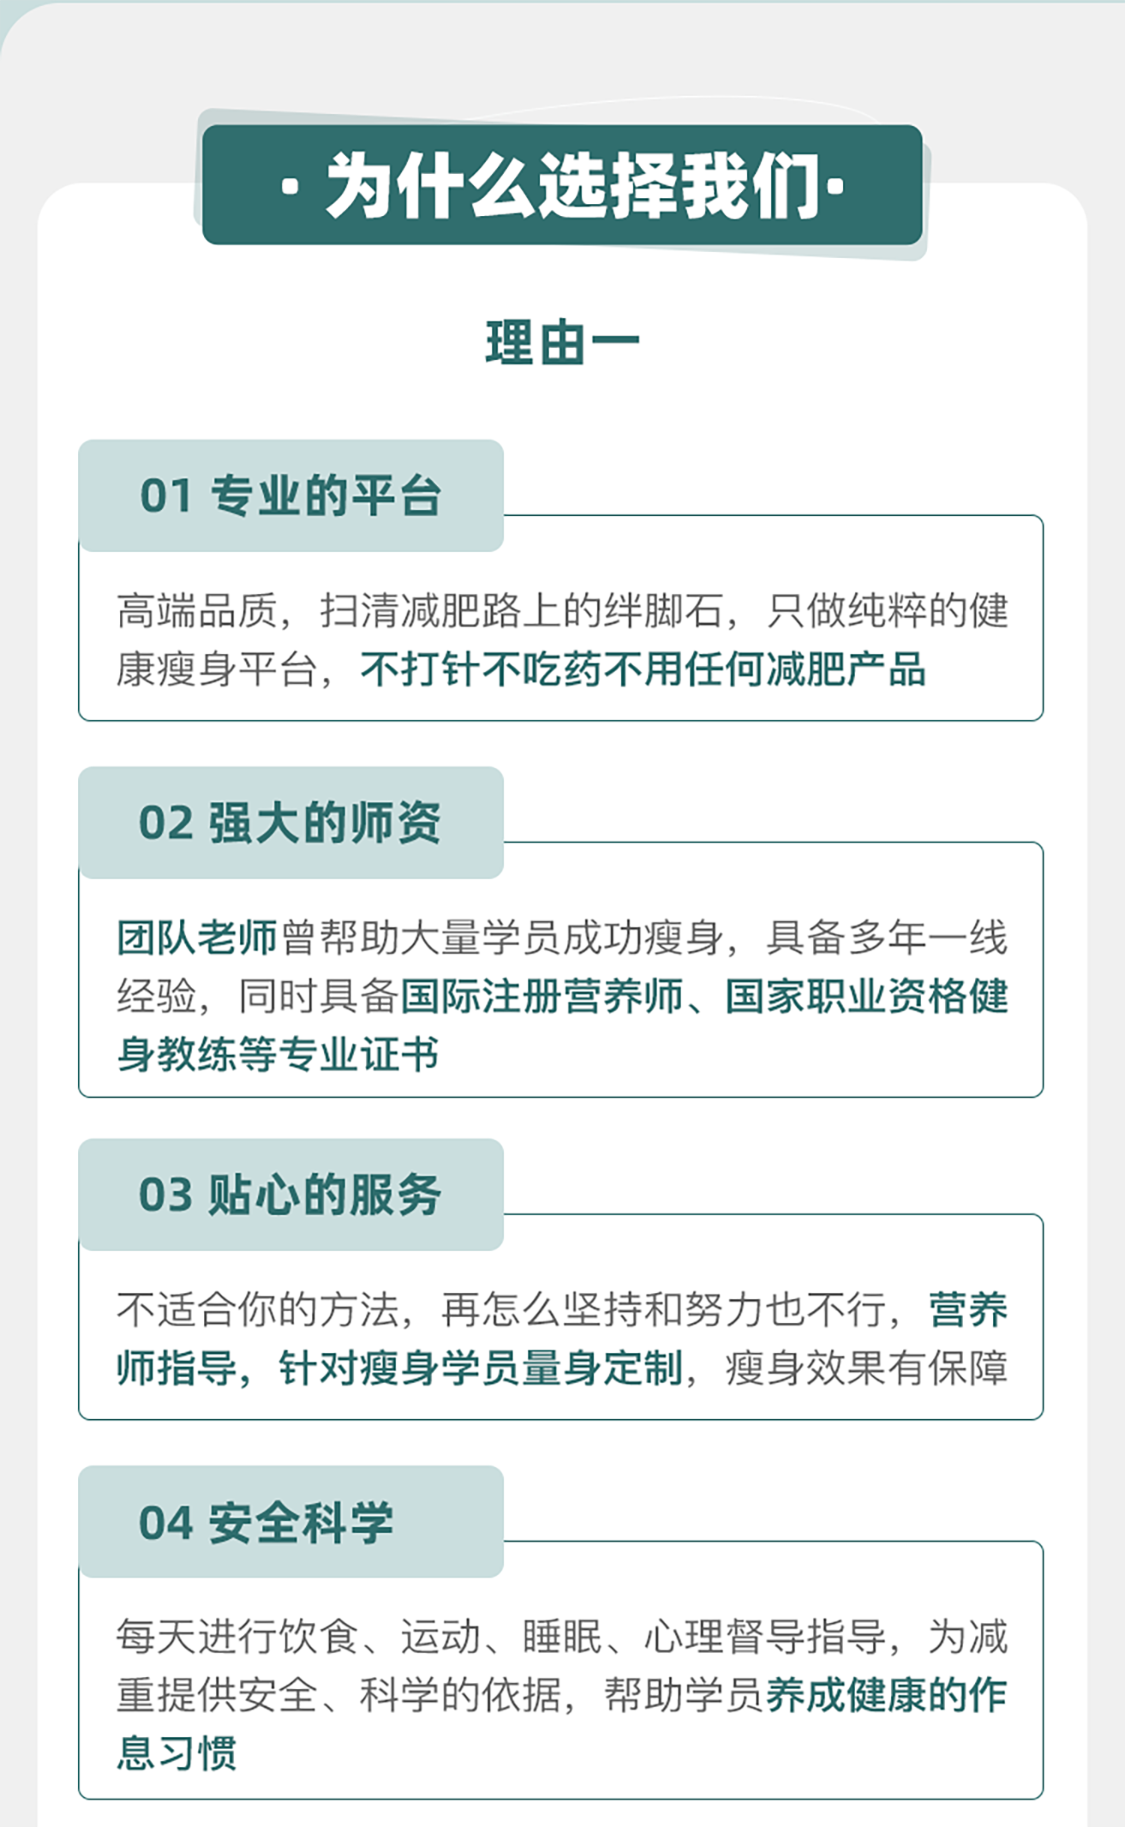 · 为什么选择我们·
理由一
01 专业的平台
高端品质，扫清减肥路上的绊脚石，只做纯粹的健
康瘦身平台，不打针不吃药不用任何减肥产品
02 强大的师资
团队老师曾帮助大量学员成功瘦身，具备多年一线
经验，同时具备国际注册营养师、国家职业资格健
身教练等专业证书
03 贴心的服务
不适合你的方法，再怎么坚持和努力也不行，营养
师指导，针对瘦身学员量身定制，瘦身效果有保障
04 安全科学
每天进行饮食、运动、睡眠、心理督导指导，为减
重提供安全、科学的依据，帮助学员养成健康的作
息习惯